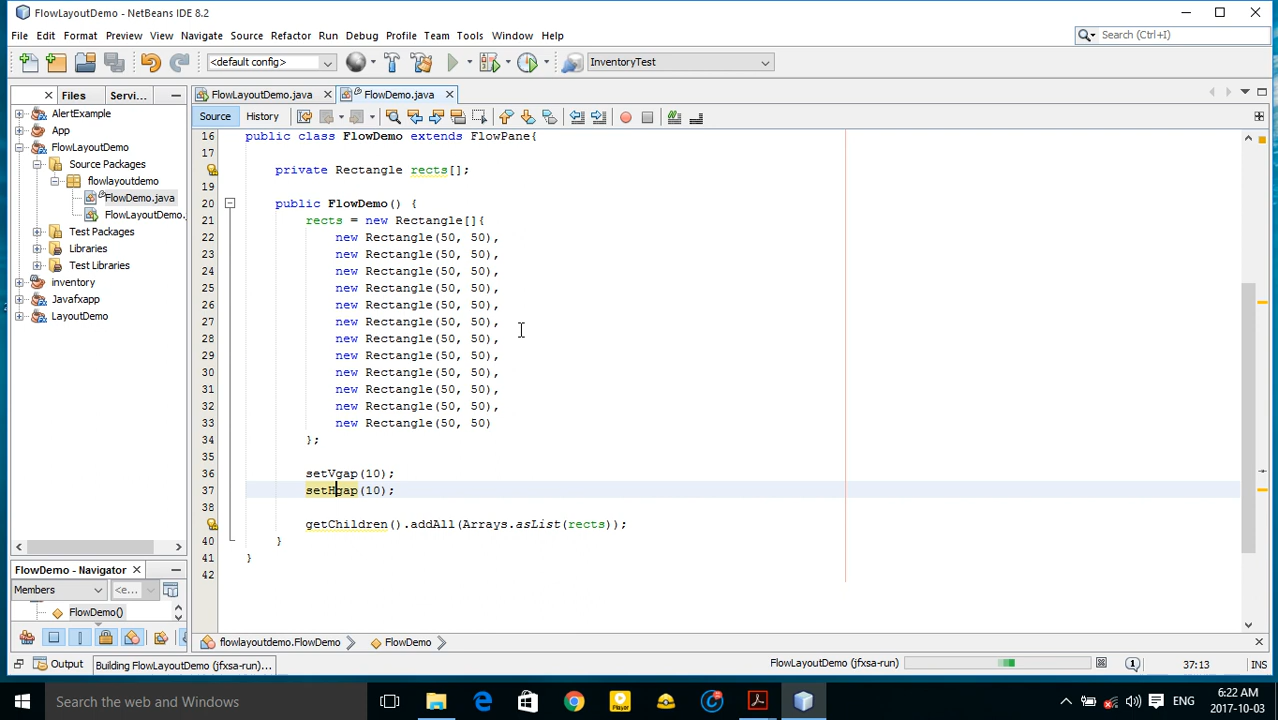 FlowLayoutDemo - NetBeans IDE 8.2
File Edit Format Preview View Navigate Source Refactor Run Debug Profile Team Tools Window Help
Search (Ctrl+I)
<default config>
InventoryTest
Files Servi...
FlowLayoutDemo.java
FlowDemo.java
Source History
AlertExample
App
FlowLayoutDemo
Source Packages
flowlayoutdemo
FlowDemo.java
FlowLayoutDemo.
Test Packages
Libraries
Test Libraries
inventory
Javafxapp
LayoutDemo
16 public class FlowDemo extends FlowPane{
17
private Rectangle rects[];
19
20 public FlowDemo() {
21 rects = new Rectangle[]{
22 new Rectangle(50, 50),
23 new Rectangle(50, 50),
24 new Rectangle(50, 50),
25 new Rectangle(50, 50),
26 new Rectangle(50, 50),
27 new Rectangle(50, 50),
28 new Rectangle(50, 50),
29 new Rectangle(50, 50),
30 new Rectangle(50, 50),
31 new Rectangle(50, 50),
32 new Rectangle(50, 50),
33 new Rectangle(50, 50)
34 };
35
36 setVgap(10);
37 setHgap(10);
38
getChildren().addAll(Arrays.asList(rects));
40 }
41 }
42
FlowDemo - Navigator
Members
<e...
FlowDemo()
flowlayoutdemo.FlowDemo
FlowDemo
Output
Building FlowLayoutDemo (jfxsa-run)...
FlowLayoutDemo (jfxsa-run)
1
37:13
INS
Search the web and Windows
Player
ENG
6:22 AM
2017-10-03